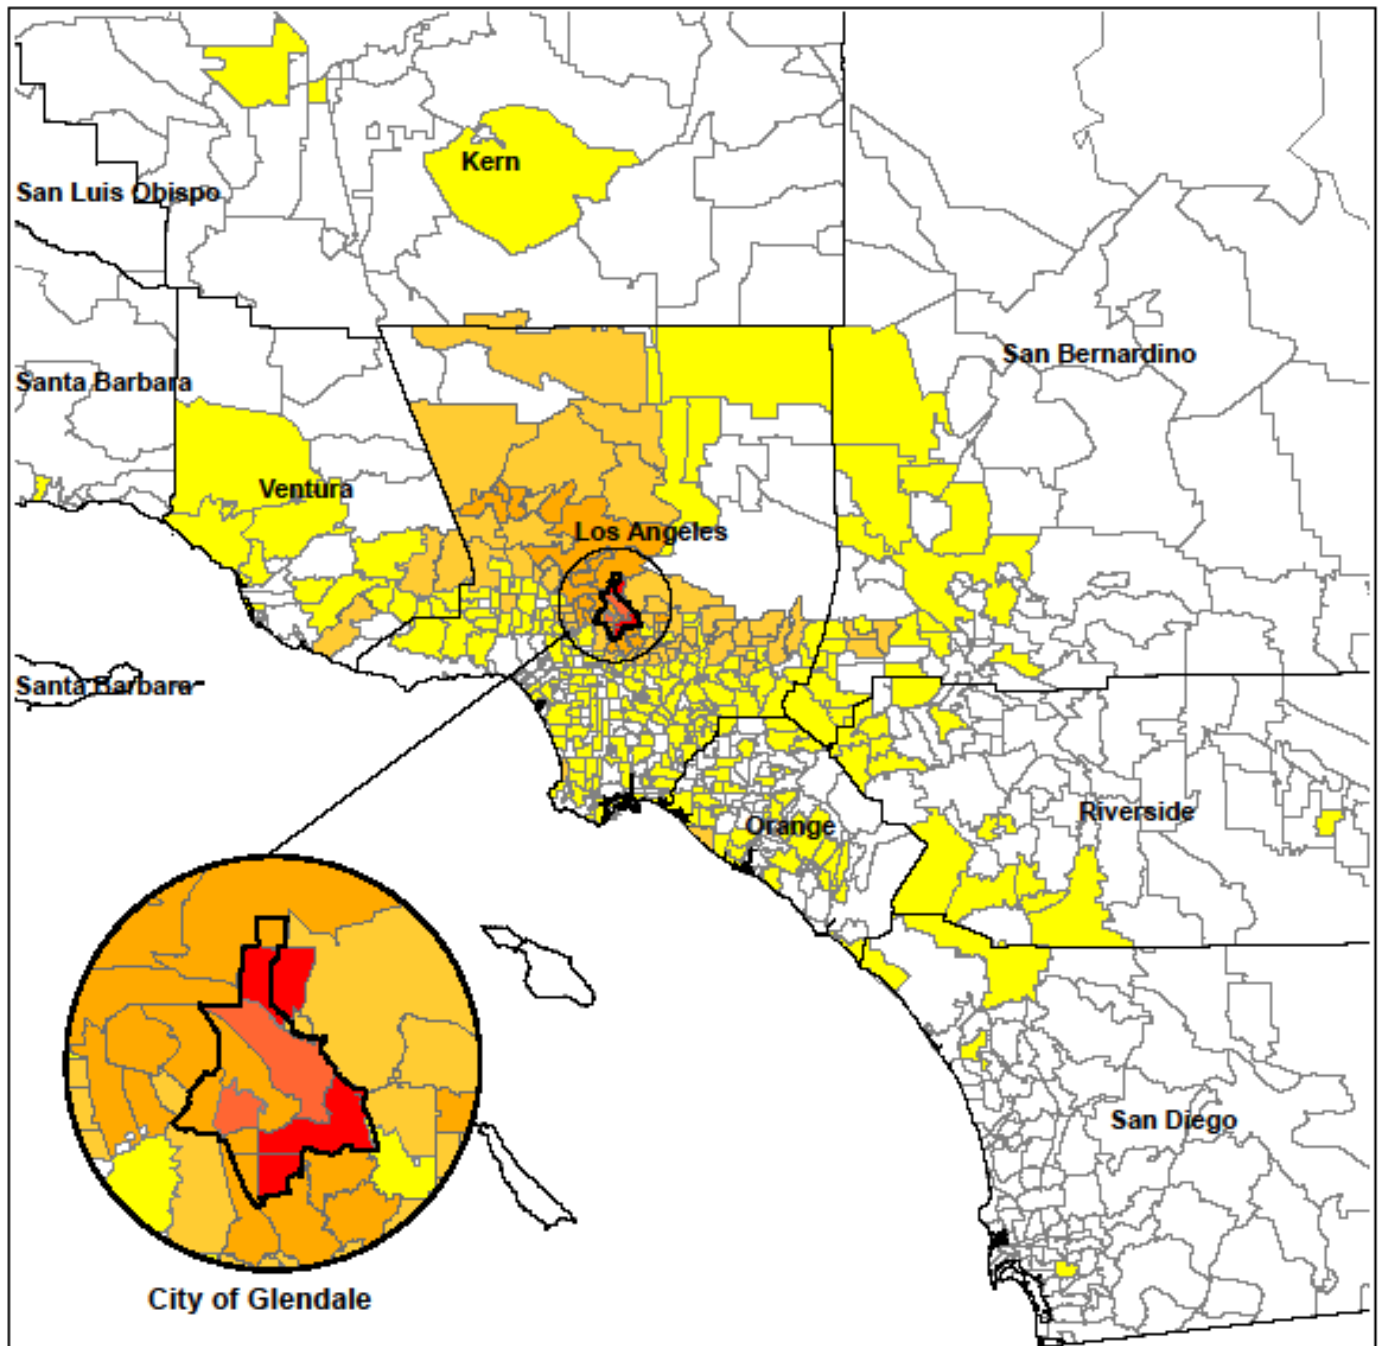 Kern
San Luis Obispo
San Bernardino
Santa Barbara
Ventura
Los Angeles
Santa Barbara
Riverside
Orange
San Diego
City of Glendale